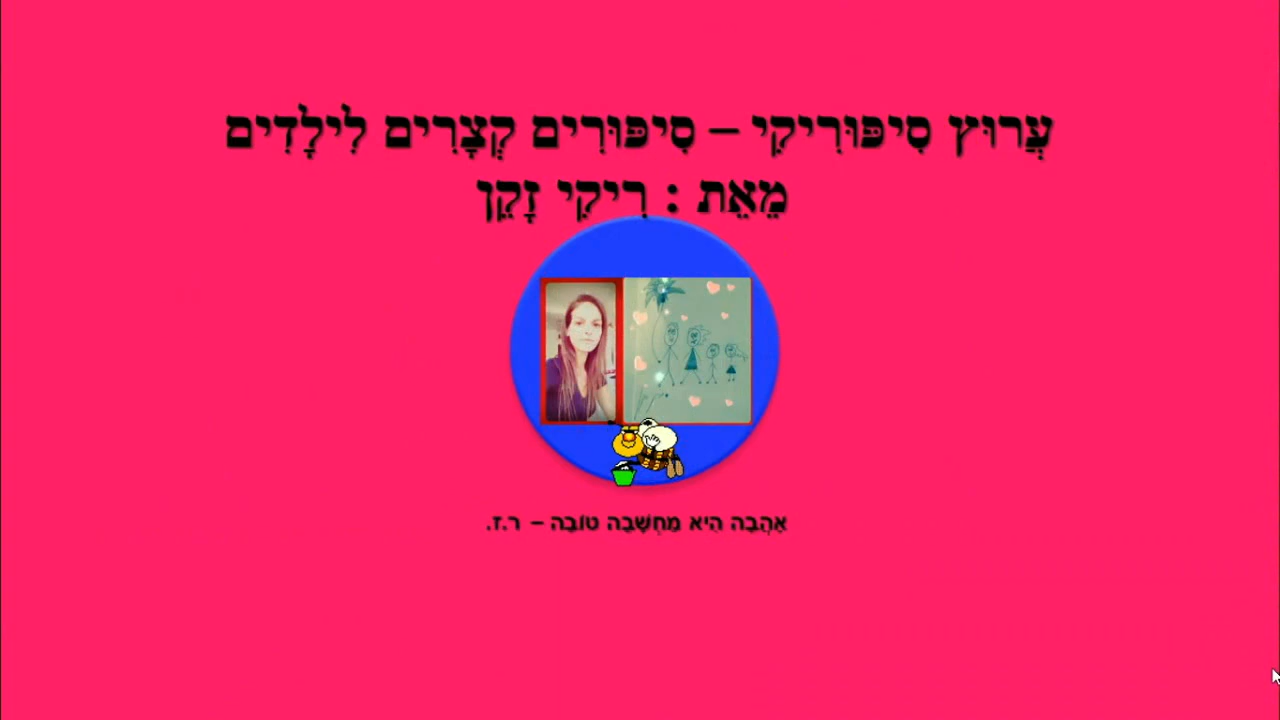 עֲרוּץ סִיפּוּרִיקִי – סִיפּוּרִים קְצָרִים לִילָדִים
מֵאֵת : רִיקִי זָקֵן
אַהֲבָה הִיא מַחְשָׁבָה טוֹבָה – ר.ז.